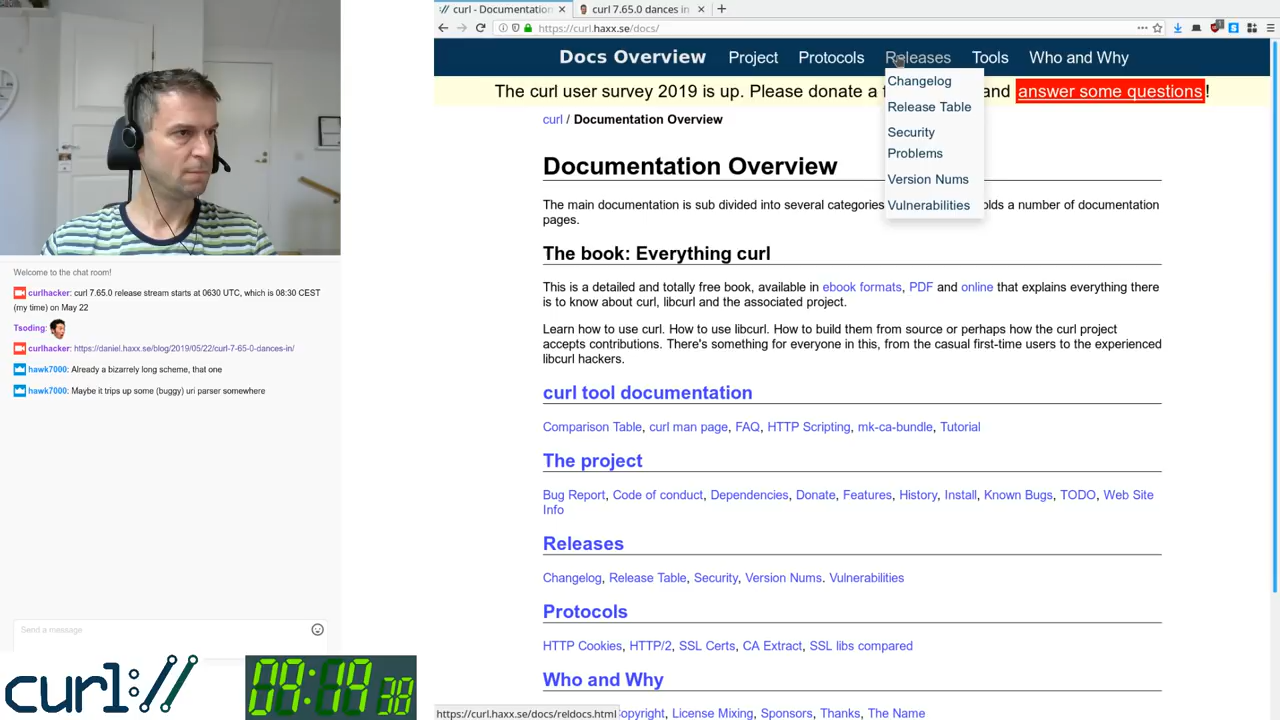 curl - Documentation
curl 7.65.0 dances in
https://curl.haxx.se/docs/
Docs Overview Project Protocols Releases Tools Who and Why
Changelog
Release Table
Security
Problems
Version Nums
Vulnerabilities
The curl user survey 2019 is up. Please donate a f and answer some questions!
curl / Documentation Overview
Documentation Overview
The main documentation is sub divided into several categories olds a number of documentation
pages.
The book: Everything curl
This is a detailed and totally free book, available in ebook formats, PDF and online that explains everything there
is to know about curl, libcurl and the associated project.
Learn how to use curl. How to use libcurl. How to build them from source or perhaps how the curl project
accepts contributions. There's something for everyone in this, from the casual first-time users to the experienced
libcurl hackers.
curl tool documentation
Comparison Table, curl man page, FAQ, HTTP Scripting, mk-ca-bundle, Tutorial
The project
Bug Report, Code of conduct, Dependencies, Donate, Features, History, Install, Known Bugs, TODO, Web Site
Info
Releases
Changelog, Release Table, Security, Version Nums. Vulnerabilities
Protocols
HTTP Cookies, HTTP/2, SSL Certs, CA Extract, SSL libs compared
Who and Why
https://curl.haxx.se/docs/reldocs.html opyright, License Mixing, Sponsors, Thanks, The Name
Welcome to the chat room!
curlhacker: curl 7.65.0 release stream starts at 0630 UTC, which is 08:30 CEST
(my time) on May 22
Tsoding:
curlhacker: https://daniel.haxx.se/blog/2019/05/22/curl-7-65-0-dances-in/
hawk7000: Already a bizarrely long scheme, that one
hawk7000: Maybe it trips up some (buggy) uri parser somewhere
Send a message
curl://